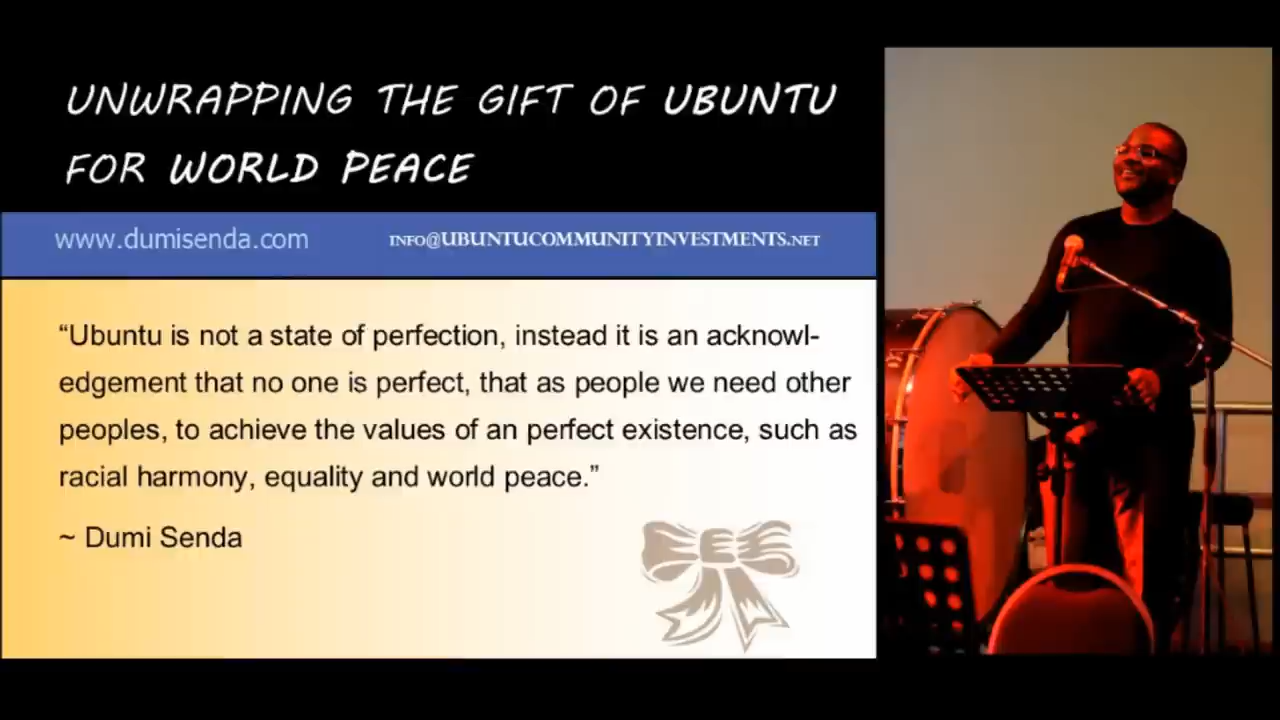 UNWRAPPING THE GIFT OF UBUNTU
FOR WORLD PEACE
www.dumisenda.com
INFO@UBUNTUCOMMUNITYINVESTMENTS.NET
“Ubuntu is not a state of perfection, instead it is an acknowl-
edgement that no one is perfect, that as people we need other
peoples, to achieve the values of an perfect existence, such as
racial harmony, equality and world peace.”
~ Dumi Senda